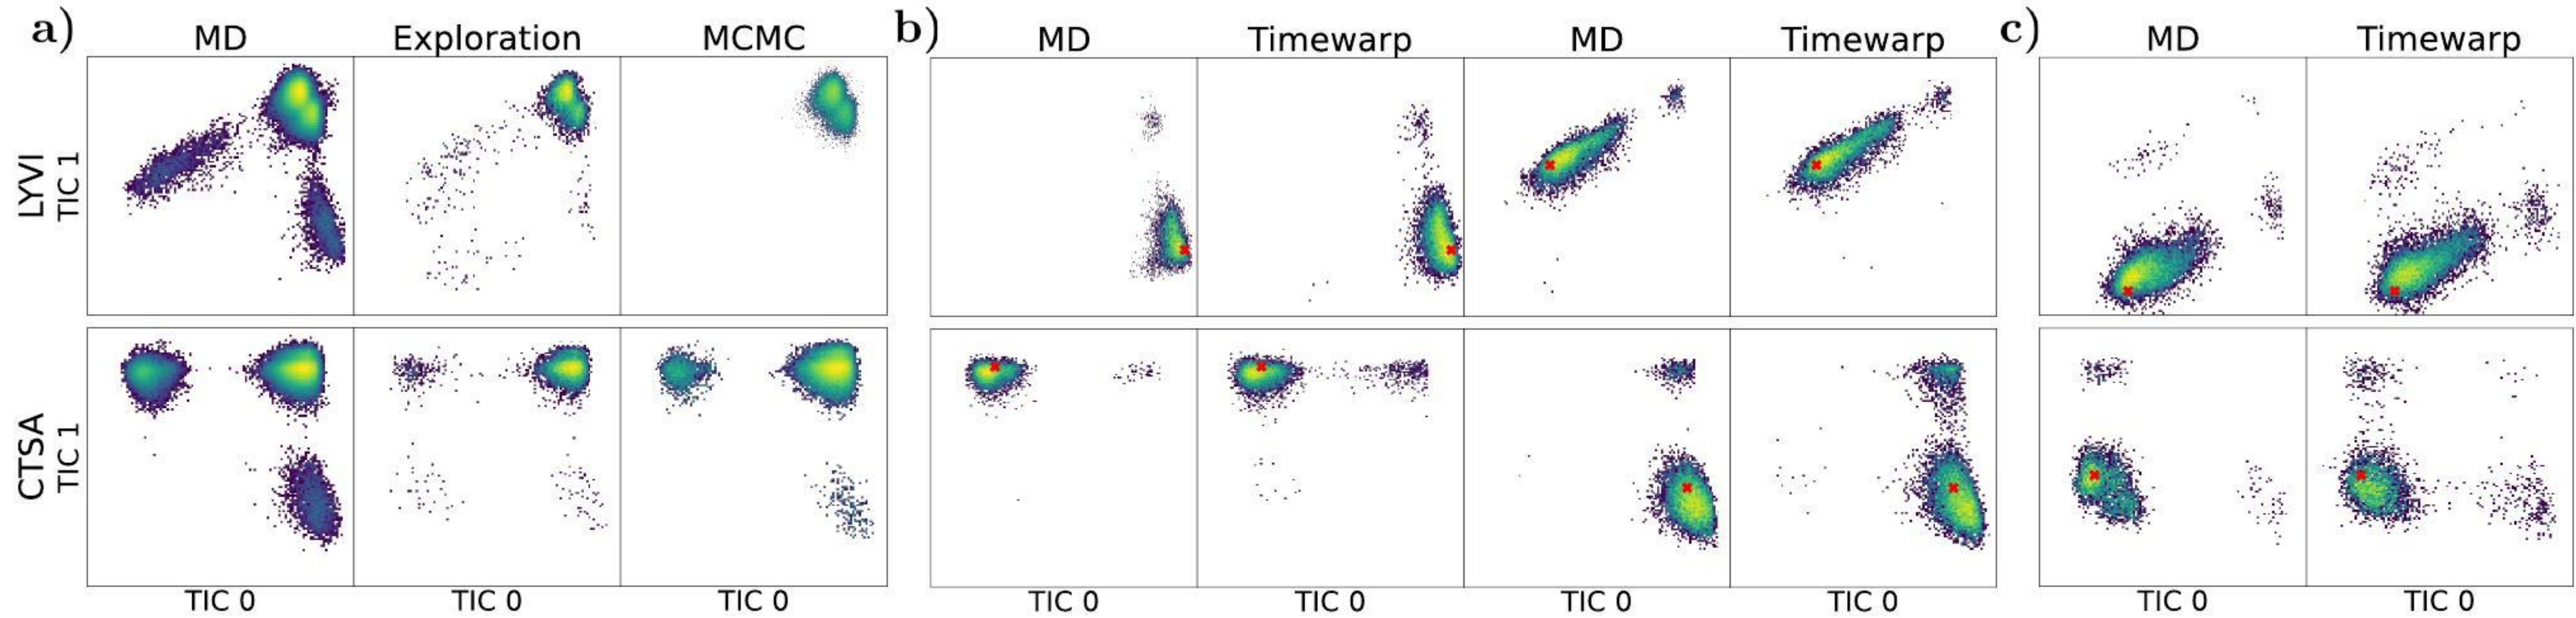 a)
MD Exploration MCMC
b)
MD Timewarp MD Timewarp
c)
MD Timewarp
LYVI
TIC 1
CTSA
TIC 1
TIC 0 TIC 0 TIC 0 TIC 0 TIC 0 TIC 0 TIC 0 TIC 0 TIC 0